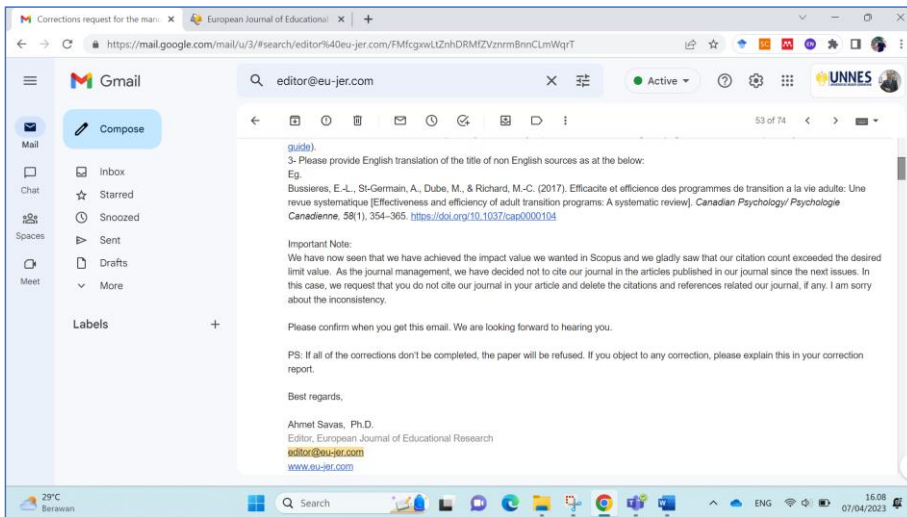 Corrections request for the manu
European Journal of Educational
https://mail.google.com/mail/u/3/#search/editor%40eu-jer.com/FMfcgxwLtZnhDRMfZVznrmBnnCLmWqrT
Gmail
editor@eu-jer.com
Active
UNNES
Mail
Chat
Spaces
Meet
Compose
Inbox
Starred
Snoozed
Sent
Drafts
More
Labels
53 of 74
guide).
3- Please provide English translation of the title of non English sources as at the below:
Eg.
Bussieres, E.-L., St-Germain, A., Dube, M., & Richard, M.-C. (2017). Efficacite et efficience des programmes de transition a la vie adulte: Une
revue systematique [Effectiveness and efficiency of adult transition programs: A systematic review]. Canadian Psychology/ Psychologie
Canadienne, 58(1), 354–365. https://doi.org/10.1037/cap0000104
Important Note:
We have now seen that we have achieved the impact value we wanted in Scopus and we gladly saw that our citation count exceeded the desired
limit value. As the journal management, we have decided not to cite our journal in the articles published in our journal since the next issues. In
this case, we request that you do not cite our journal in your article and delete the citations and references related our journal, if any. I am sorry
about the inconsistency.
Please confirm when you get this email. We are looking forward to hearing you.
PS: If all of the corrections don't be completed, the paper will be refused. If you object to any correction, please explain this in your correction
report.
Best regards,
Ahmet Savas, Ph.D.
Editor, European Journal of Educational Research
editor@eu-jer.com
www.eu-jer.com
29°C
Berawan
Search
ENG
16.08
07/04/2023